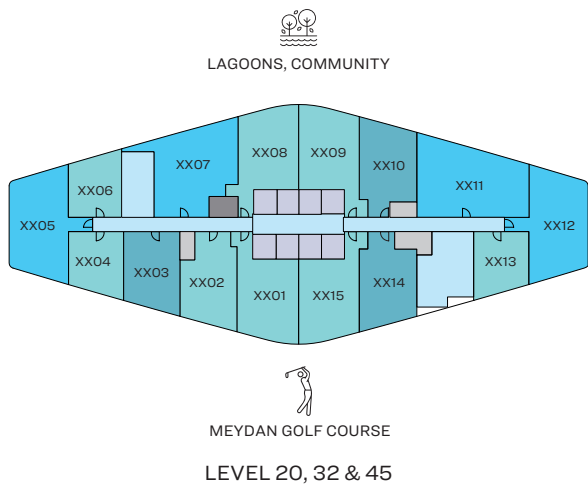 LAGOONS, COMMUNITY
XX08
XX09
XX07
XX10
XX06
XX11
XX05
XX12
XX04
XX03
XX02
XX01
XX15
XX14
XX13
MEYDAN GOLF COURSE
LEVEL 20, 32 & 45